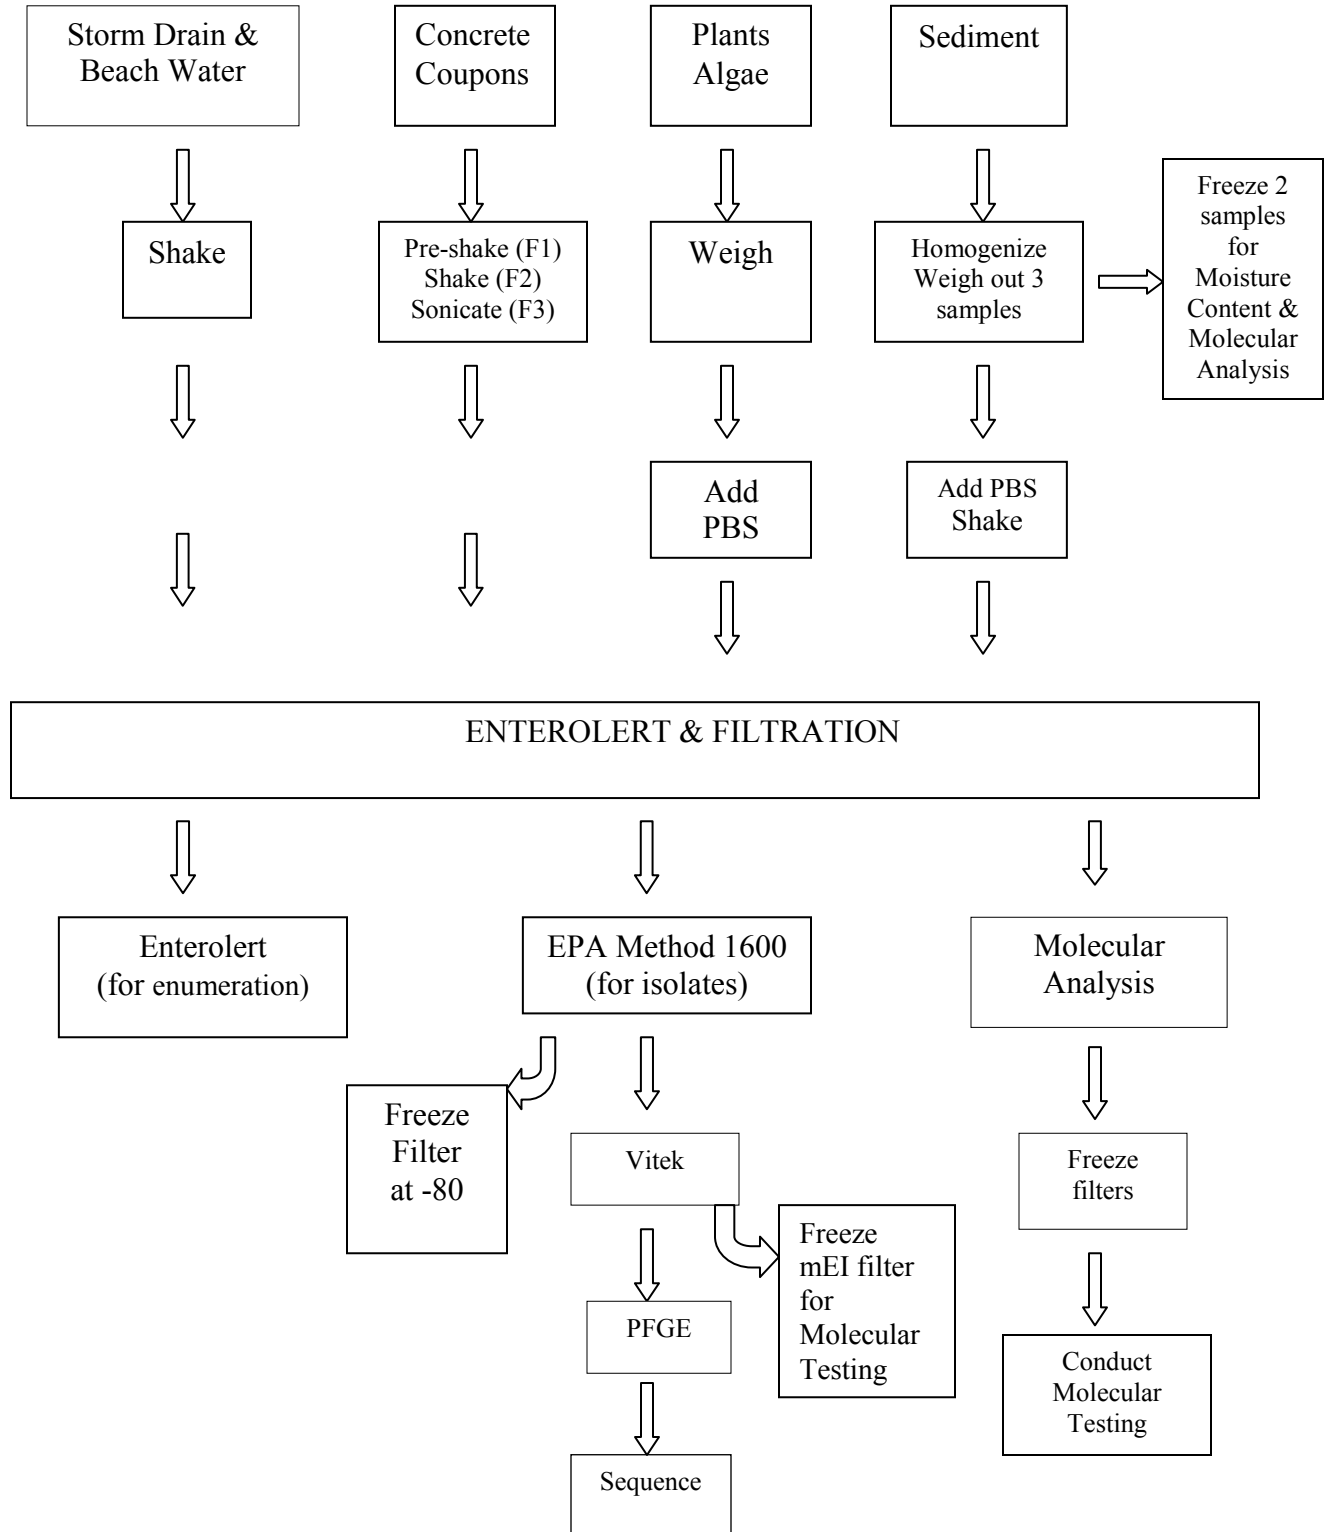 Storm Drain &
Beach Water
Concrete
Coupons
Plants
Algae
Sediment
Shake
Pre-shake (F1)
Shake (F2)
Sonicate (F3)
Weigh
Homogenize
Weigh out 3
samples
Freeze 2
samples
for
Moisture
Content &
Molecular
Analysis
Add
PBS
Add PBS
Shake
ENTEROLERT & FILTRATION
Enterolert
(for enumeration)
EPA Method 1600
(for isolates)
Molecular
Analysis
Freeze
Filter
at -80
Vitek
Freeze
mEI filter
for
Molecular
Testing
Freeze
filters
PFGE
Conduct
Molecular
Testing
Sequence